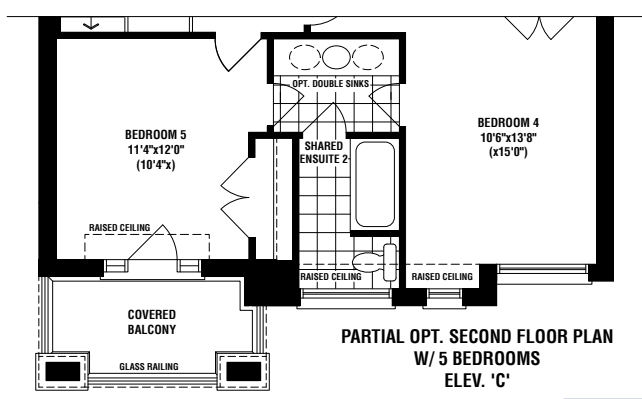 OPT. DOUBLE SINKS
BEDROOM 5
11'4"x12'0"
(10'4"x)
SHARED
ENSUITE 2
BEDROOM 4
10'6"x13'8"
(x15'0")
RAISED CEILING
RAISED CEILING
RAISED CEILING
COVERED
BALCONY
GLASS RAILING
PARTIAL OPT. SECOND FLOOR PLAN
W/ 5 BEDROOMS
ELEV. 'C'